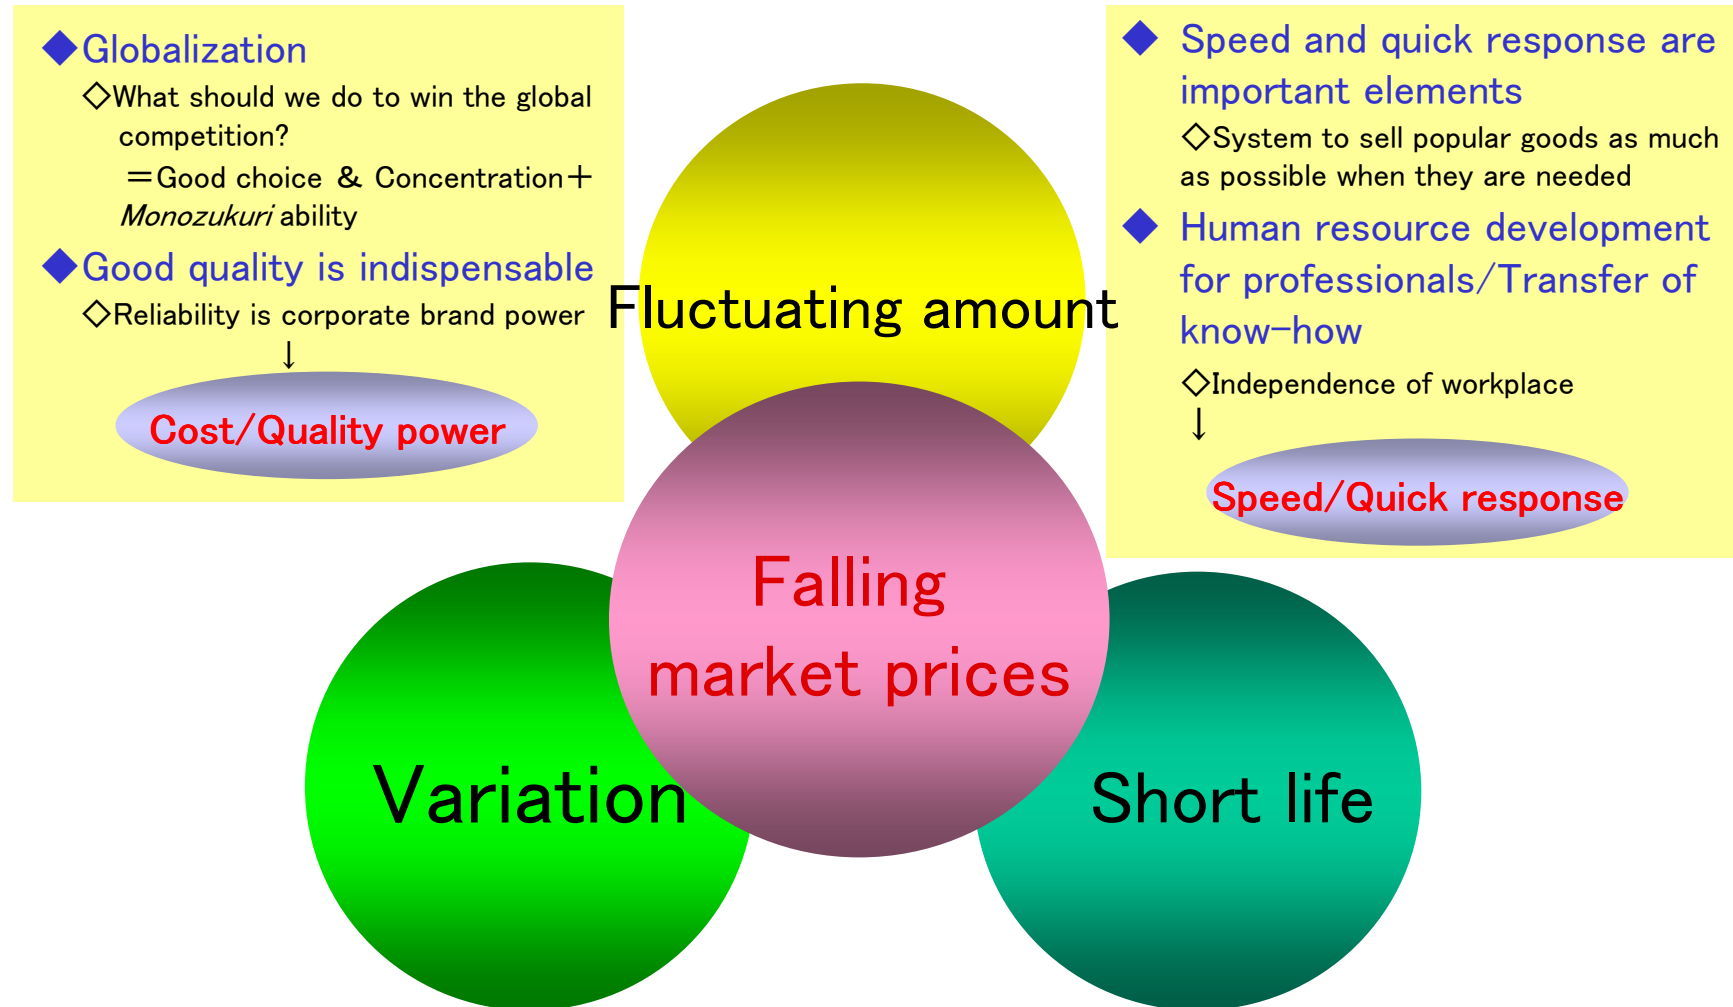 ◆Globalization
◇What should we do to win the global
competition?
＝Good choice ＆ Concentration＋
Monozukuri ability
◆Good quality is indispensable
◇Reliability is corporate brand power
↓
Cost/Quality power
◆ Speed and quick response are
important elements
◇System to sell popular goods as much
as possible when they are needed
◆ Human resource development
for professionals/Transfer of
know-how
◇Independence of workplace
↓
Speed/Quick response
Fluctuating amount
Falling
market prices
Variation
Short life